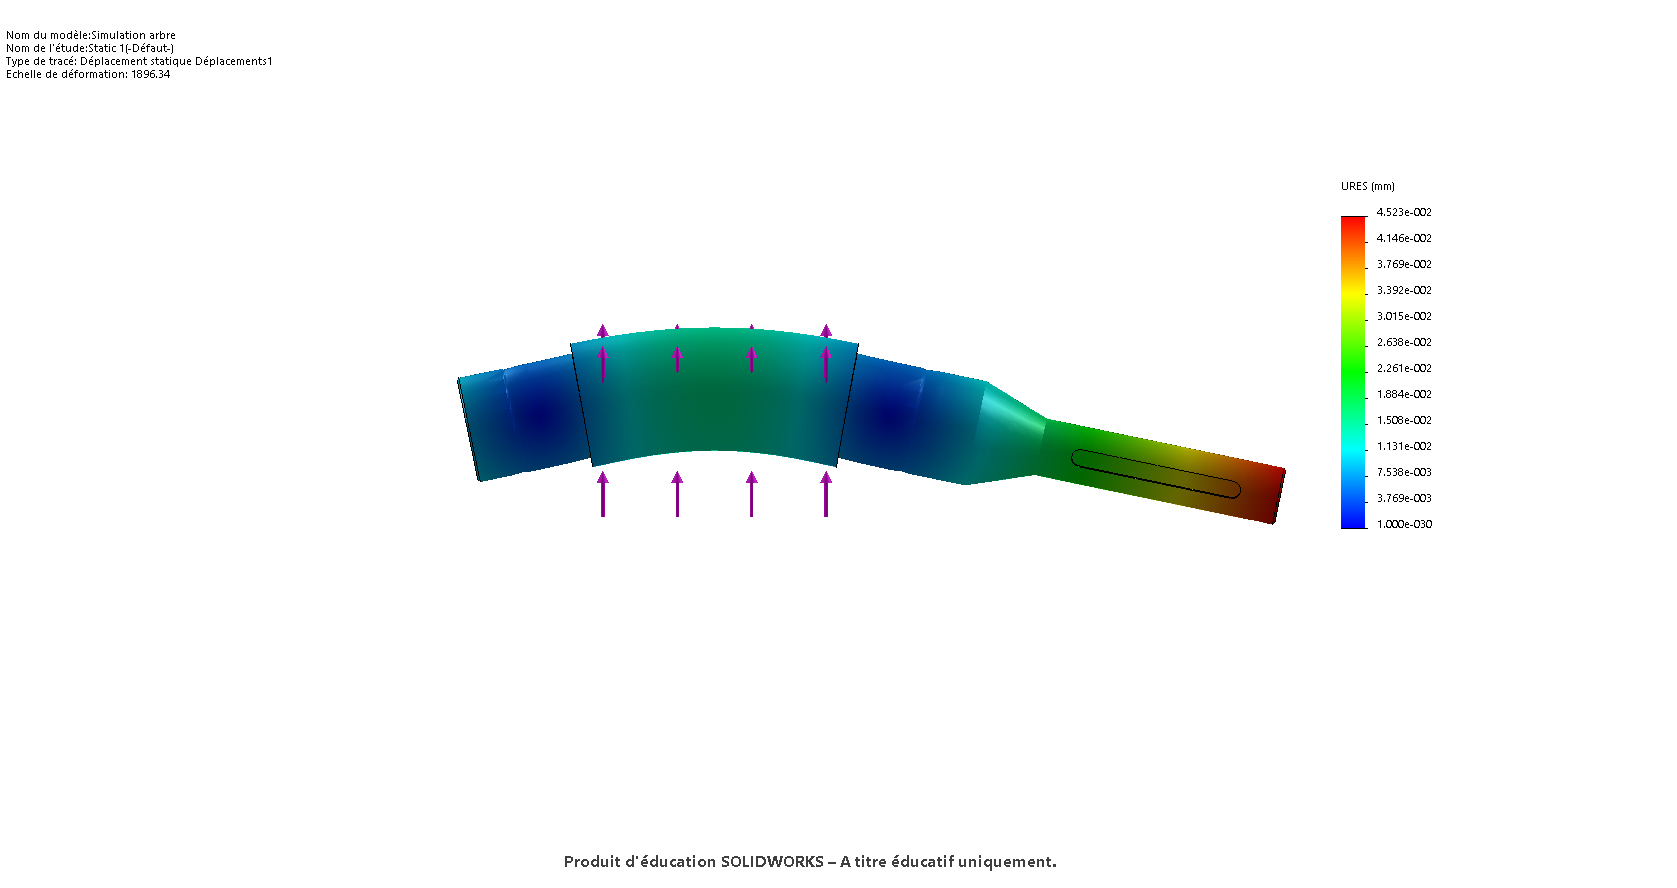 Nom du modèle:Simulation arbre
Nom de l'étude:Static 1(-Défaut-)
Type de tracé: Déplacement statique Déplacements1
Echelle de déformation: 1896.34
URES (mm)
4.523e-002
4.146e-002
3.769e-002
3.392e-002
3.015e-002
2.638e-002
2.261e-002
1.884e-002
1.508e-002
1.131e-002
7.538e-003
3.769e-003
1.000e-030
Produit d'éducation SOLIDWORKS – A titre éducatif uniquement.